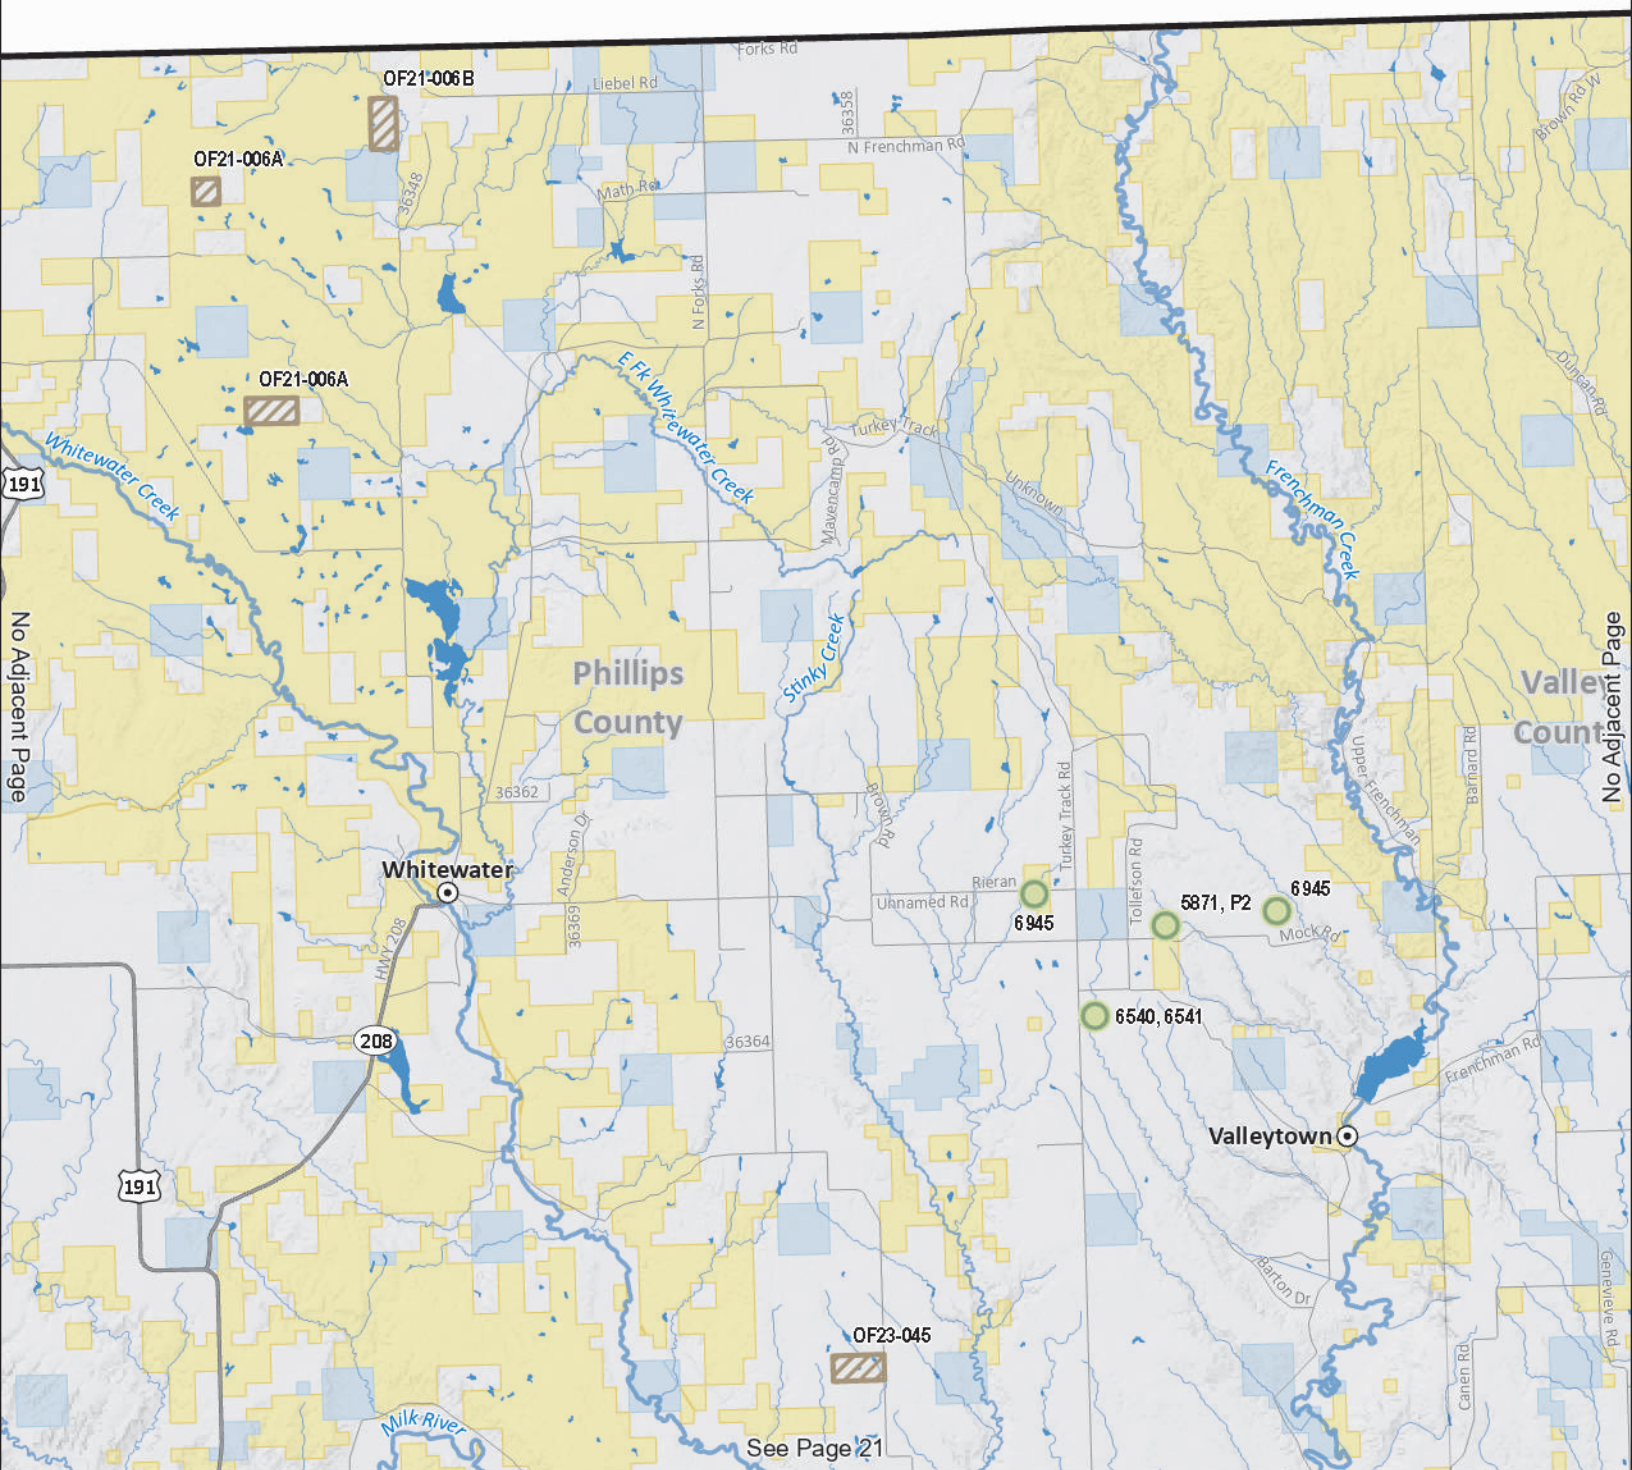 Forks Rd
OF21-006B
Liebel Rd
36358
Brown Rd W
N Frenchman Rd
OF21-006A
36348
Math Rd
N Forks Rd
E Fk Whitewater Creek
OF21-006A
Duncan Rd
Turkey Track
Whitewater Creek
Mavencamp Rd
191
Unknown
Frenchman Creek
No Adjacent Page
Stinky Creek
Phillips
County
Valley
Count
No Adjacent Page
36362
Brown Rd
Turkey Track Rd
Upper Frenchman
Barnard Rd
Anderson Dr
Whitewater
Rieran
Unnamed Rd
6945
Tollefson Rd
5871, P2
6945
Mock Rd
36369
HWY 208
6540, 6541
208
36364
Frenchman Rd
Valleytown
191
Barton Dr
Genevieve Rd
OF23-045
Canen Rd
Milk River
See Page 21